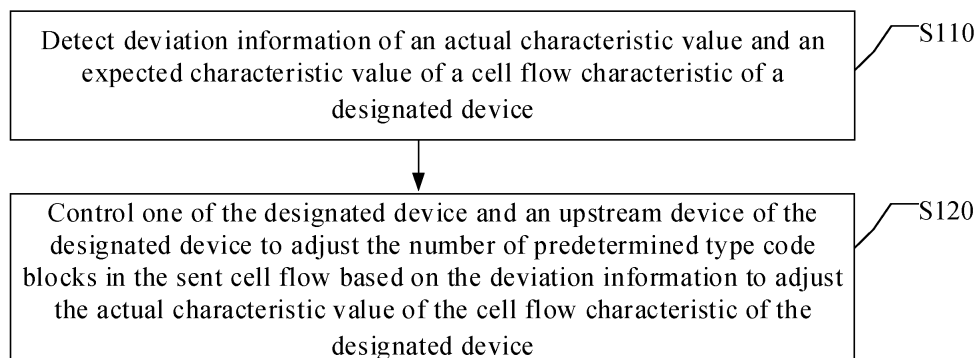 Detect deviation information of an actual characteristic value and an
expected characteristic value of a cell flow characteristic of a
designated device
S110
Control one of the designated device and an upstream device of the
designated device to adjust the number of predetermined type code
blocks in the sent cell flow based on the deviation information to adjust
the actual characteristic value of the cell flow characteristic of the
designated device
S120